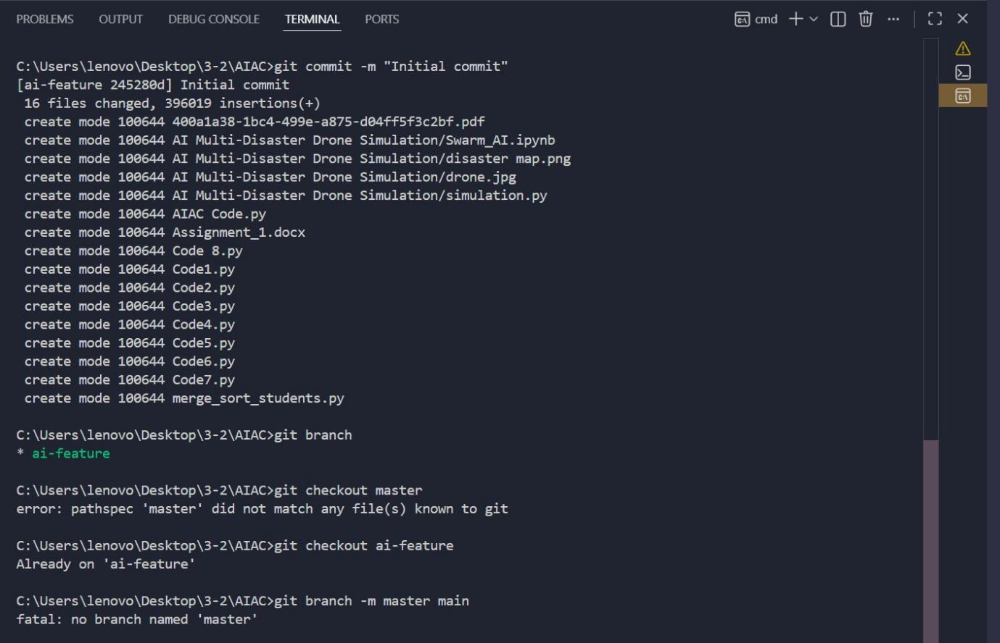 PROBLEMS OUTPUT DEBUG CONSOLE TERMINAL PORTS cmd
C:\Users\lenovo\Desktop\3-2\AIAC>git commit -m "Initial commit"
[ai-feature 245280d] Initial commit
 16 files changed, 396019 insertions(+)
 create mode 100644 400a1a38-1bc4-499e-a875-d04ff5f3c2bf.pdf
 create mode 100644 AI Multi-Disaster Drone Simulation/Swarm_AI.ipynb
 create mode 100644 AI Multi-Disaster Drone Simulation/disaster map.png
 create mode 100644 AI Multi-Disaster Drone Simulation/drone.jpg
 create mode 100644 AI Multi-Disaster Drone Simulation/simulation.py
 create mode 100644 AIAC Code.py
 create mode 100644 Assignment_1.docx
 create mode 100644 Code 8.py
 create mode 100644 Code1.py
 create mode 100644 Code2.py
 create mode 100644 Code3.py
 create mode 100644 Code4.py
 create mode 100644 Code5.py
 create mode 100644 Code6.py
 create mode 100644 Code7.py
 create mode 100644 merge_sort_students.py
C:\Users\lenovo\Desktop\3-2\AIAC>git branch
* ai-feature
C:\Users\lenovo\Desktop\3-2\AIAC>git checkout master
error: pathspec 'master' did not match any file(s) known to git
C:\Users\lenovo\Desktop\3-2\AIAC>git checkout ai-feature
Already on 'ai-feature'
C:\Users\lenovo\Desktop\3-2\AIAC>git branch -m master main
fatal: no branch named 'master'